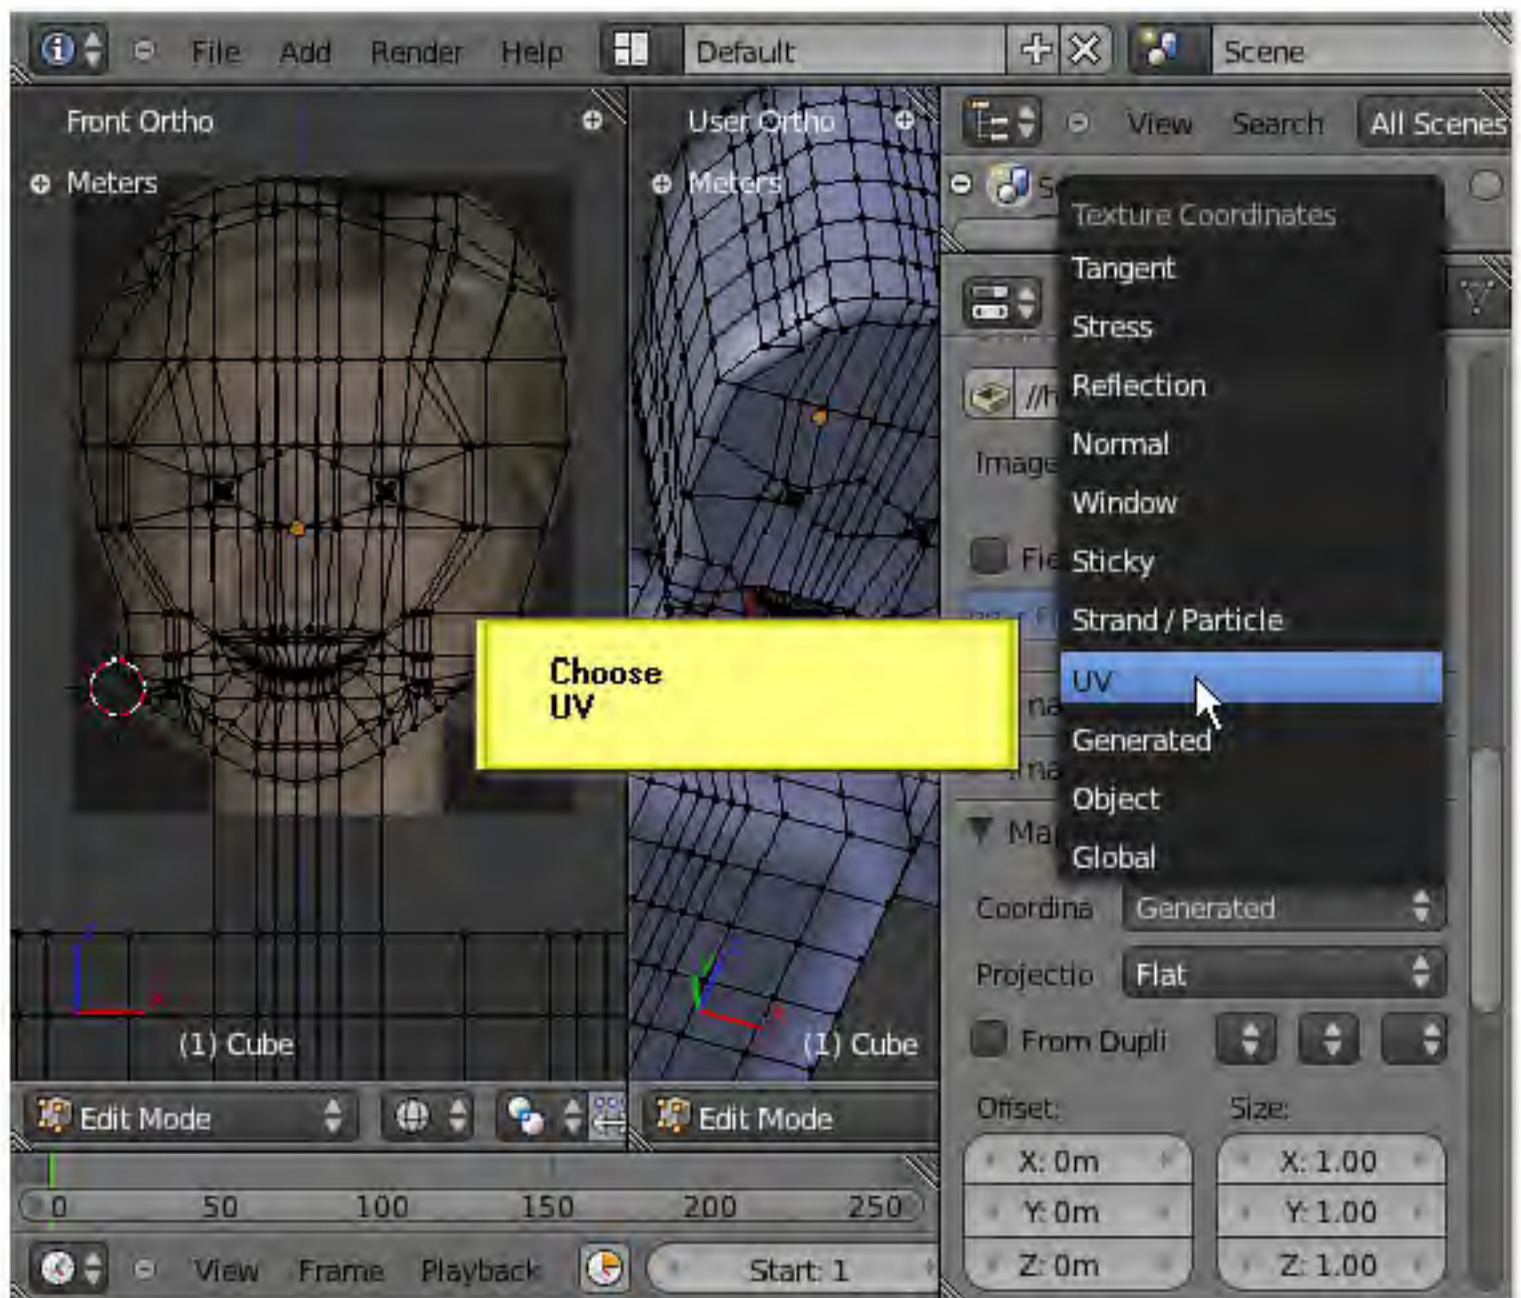 File Add Render Help Default Scene
Front Ortho
Meters
User Ortho
Meters
View Search All Scenes
Texture Coordinates
Tangent
Stress
Reflection
Normal
Window
Sticky
Strand / Particle
UV
Generated
Object
Global
Image
Choose
UV
Coordina Generated
Projectio Flat
From Dupli
Offset: Size:
X: 0m X: 1.00
Y: 0m Y: 1.00
Z: 0m Z: 1.00
(1) Cube
(1) Cube
Edit Mode
Edit Mode
0 50 100 150 200 250
View Frame Playback Start: 1